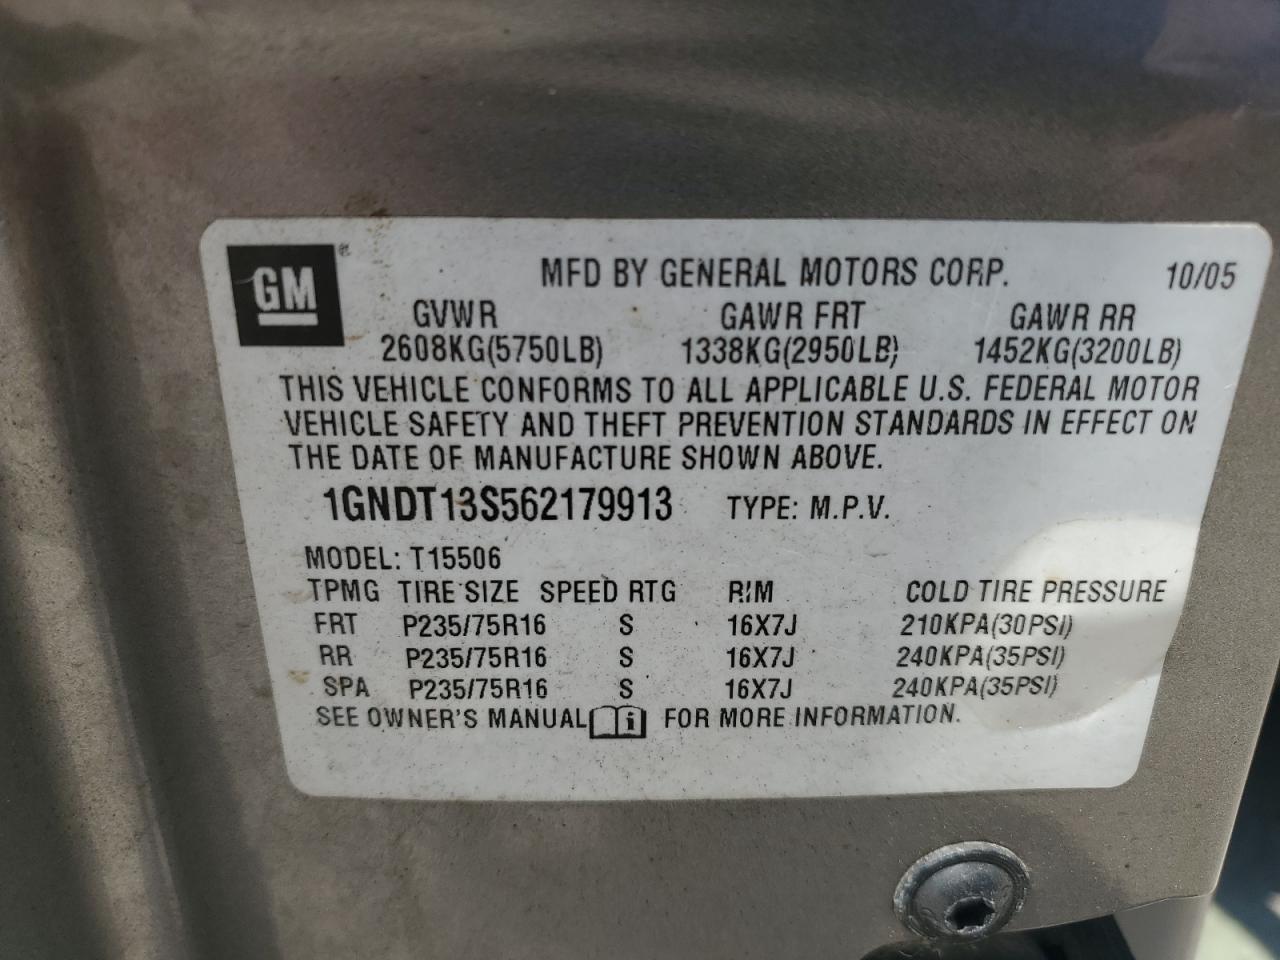 GM ®
MFD BY GENERAL MOTORS CORP. 10/05
GVWR GAWR FRT GAWR RR
2608KG(5750LB) 1338KG(2950LB) 1452KG(3200LB)
THIS VEHICLE CONFORMS TO ALL APPLICABLE U.S. FEDERAL MOTOR
VEHICLE SAFETY AND THEFT PREVENTION STANDARDS IN EFFECT ON
THE DATE OF MANUFACTURE SHOWN ABOVE.
1GNDT13S562179913 TYPE: M.P.V.
MODEL: T15506
TPMG TIRE SIZE SPEED RTG RIM COLD TIRE PRESSURE
FRT P235/75R16 S 16X7J 210KPA(30PSI)
RR P235/75R16 S 16X7J 240KPA(35PSI)
SPA P235/75R16 S 16X7J 240KPA(35PSI)
SEE OWNER'S MANUAL i FOR MORE INFORMATION.